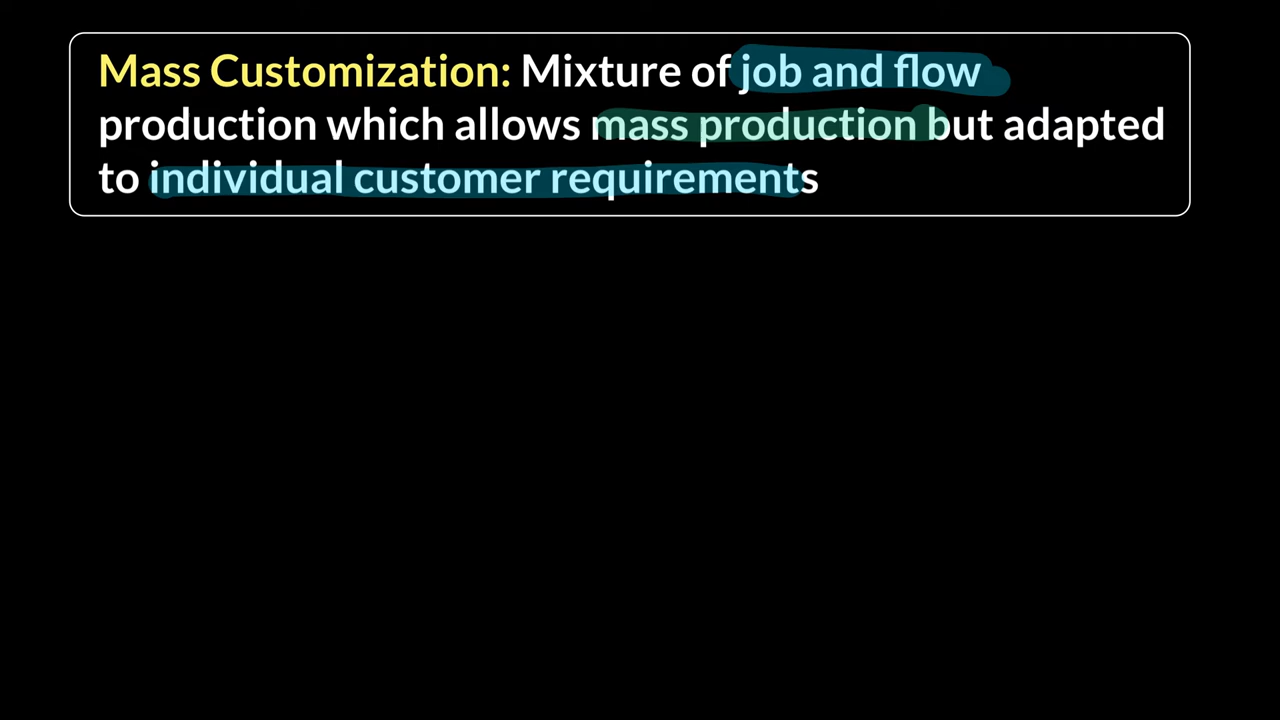 Mass Customization: Mixture of job and flow
production which allows mass production but adapted
to individual customer requirements